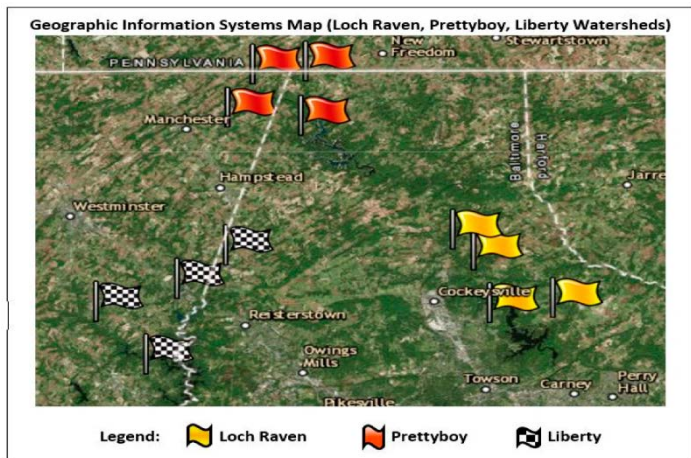 Geographic Information Systems Map (Loch Raven, Prettyboy, Liberty Watersheds)
New
Freedom
Stewartstown
PENNSYLVANIA
Manchester
Baltimore
Harford
Hampstead
Jarre
Westminster
Cockeysville
Reisterstown
Owings
Mills
Towson
Carney
Perry
Hall
Pikesville
Legend: Loch Raven Prettyboy Liberty